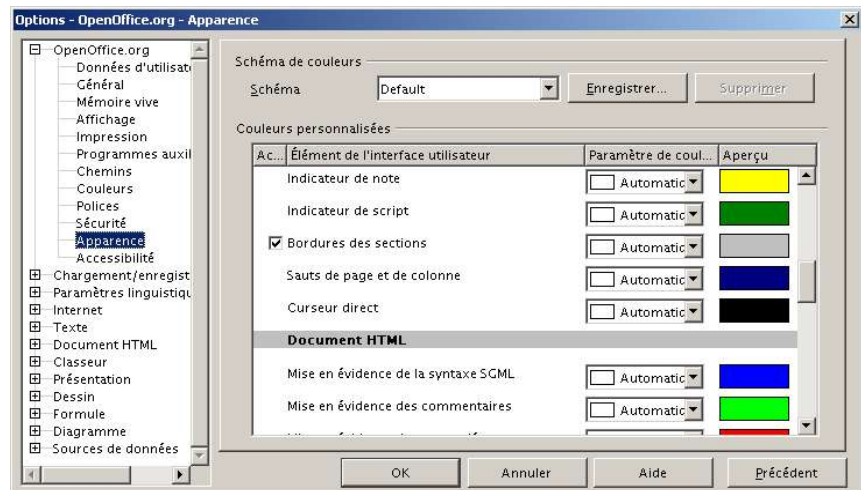 Options - OpenOffice.org - Apparence
OpenOffice.org
Données d'utilisat
Général
Mémoire vive
Affichage
Impression
Programmes auxil
Chemins
Couleurs
Polices
Sécurité
Apparence
Accessibilité
Chargement/enregist
Paramètres linguistiqu
Internet
Texte
Document HTML
Classeur
Présentation
Dessin
Formule
Diagramme
Sources de données
Schéma de couleurs
Schéma Default Enregistrer... Supprimer
Couleurs personnalisées
Ac... Élément de l'interface utilisateur Paramètre de coul... Aperçu
Indicateur de note Automatic
Indicateur de script Automatic
Bordures des sections Automatic
Sauts de page et de colonne Automatic
Curseur direct Automatic
Document HTML
Mise en évidence de la syntaxe SGML Automatic
Mise en évidence des commentaires Automatic
OK Annuler Aide Précédent